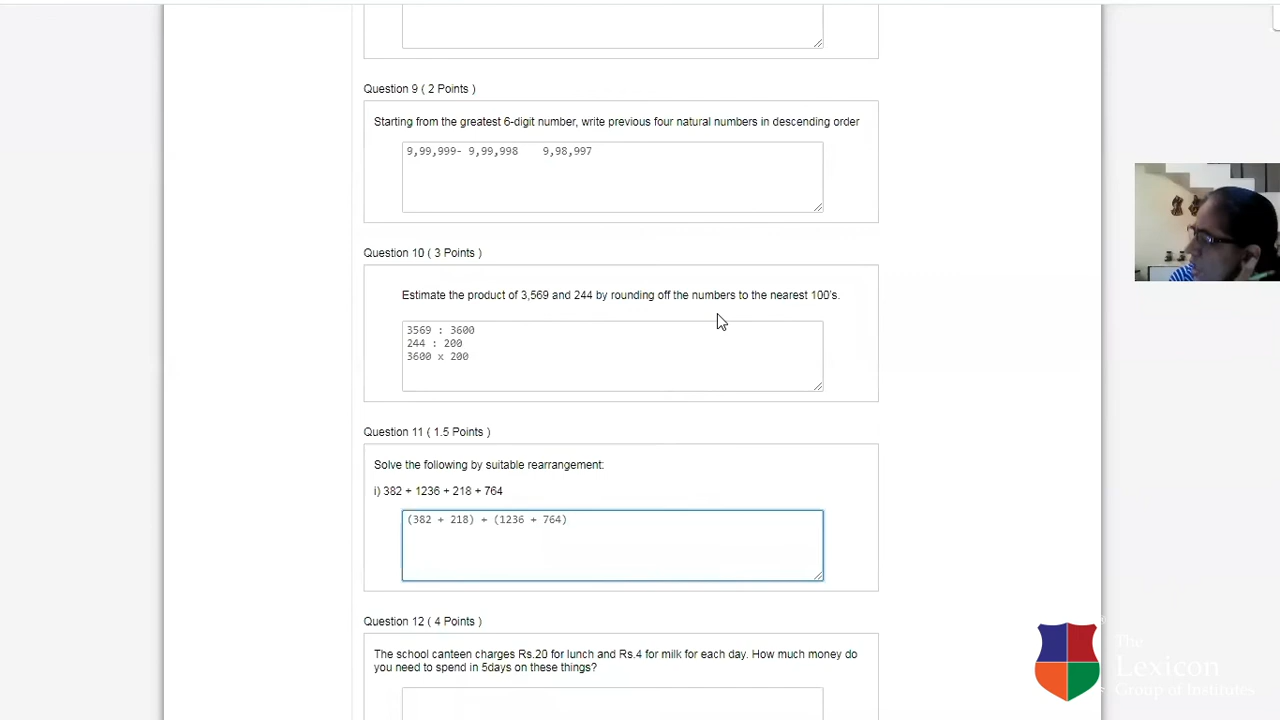 Question 9 ( 2 Points )
Starting from the greatest 6-digit number, write previous four natural numbers in descending order
9,99,999- 9,99,998 9,98,997
Question 10 ( 3 Points )
Estimate the product of 3,569 and 244 by rounding off the numbers to the nearest 100's.
3569 : 3600
244 : 200
3600 x 200
Question 11 ( 1.5 Points )
Solve the following by suitable rearrangement:
i) 382 + 1236 + 218 + 764
(382 + 218) + (1236 + 764)
Question 12 ( 4 Points )
The school canteen charges Rs.20 for lunch and Rs.4 for milk for each day. How much money do
you need to spend in 5days on these things?
The
Lexicon
Group of Institutes